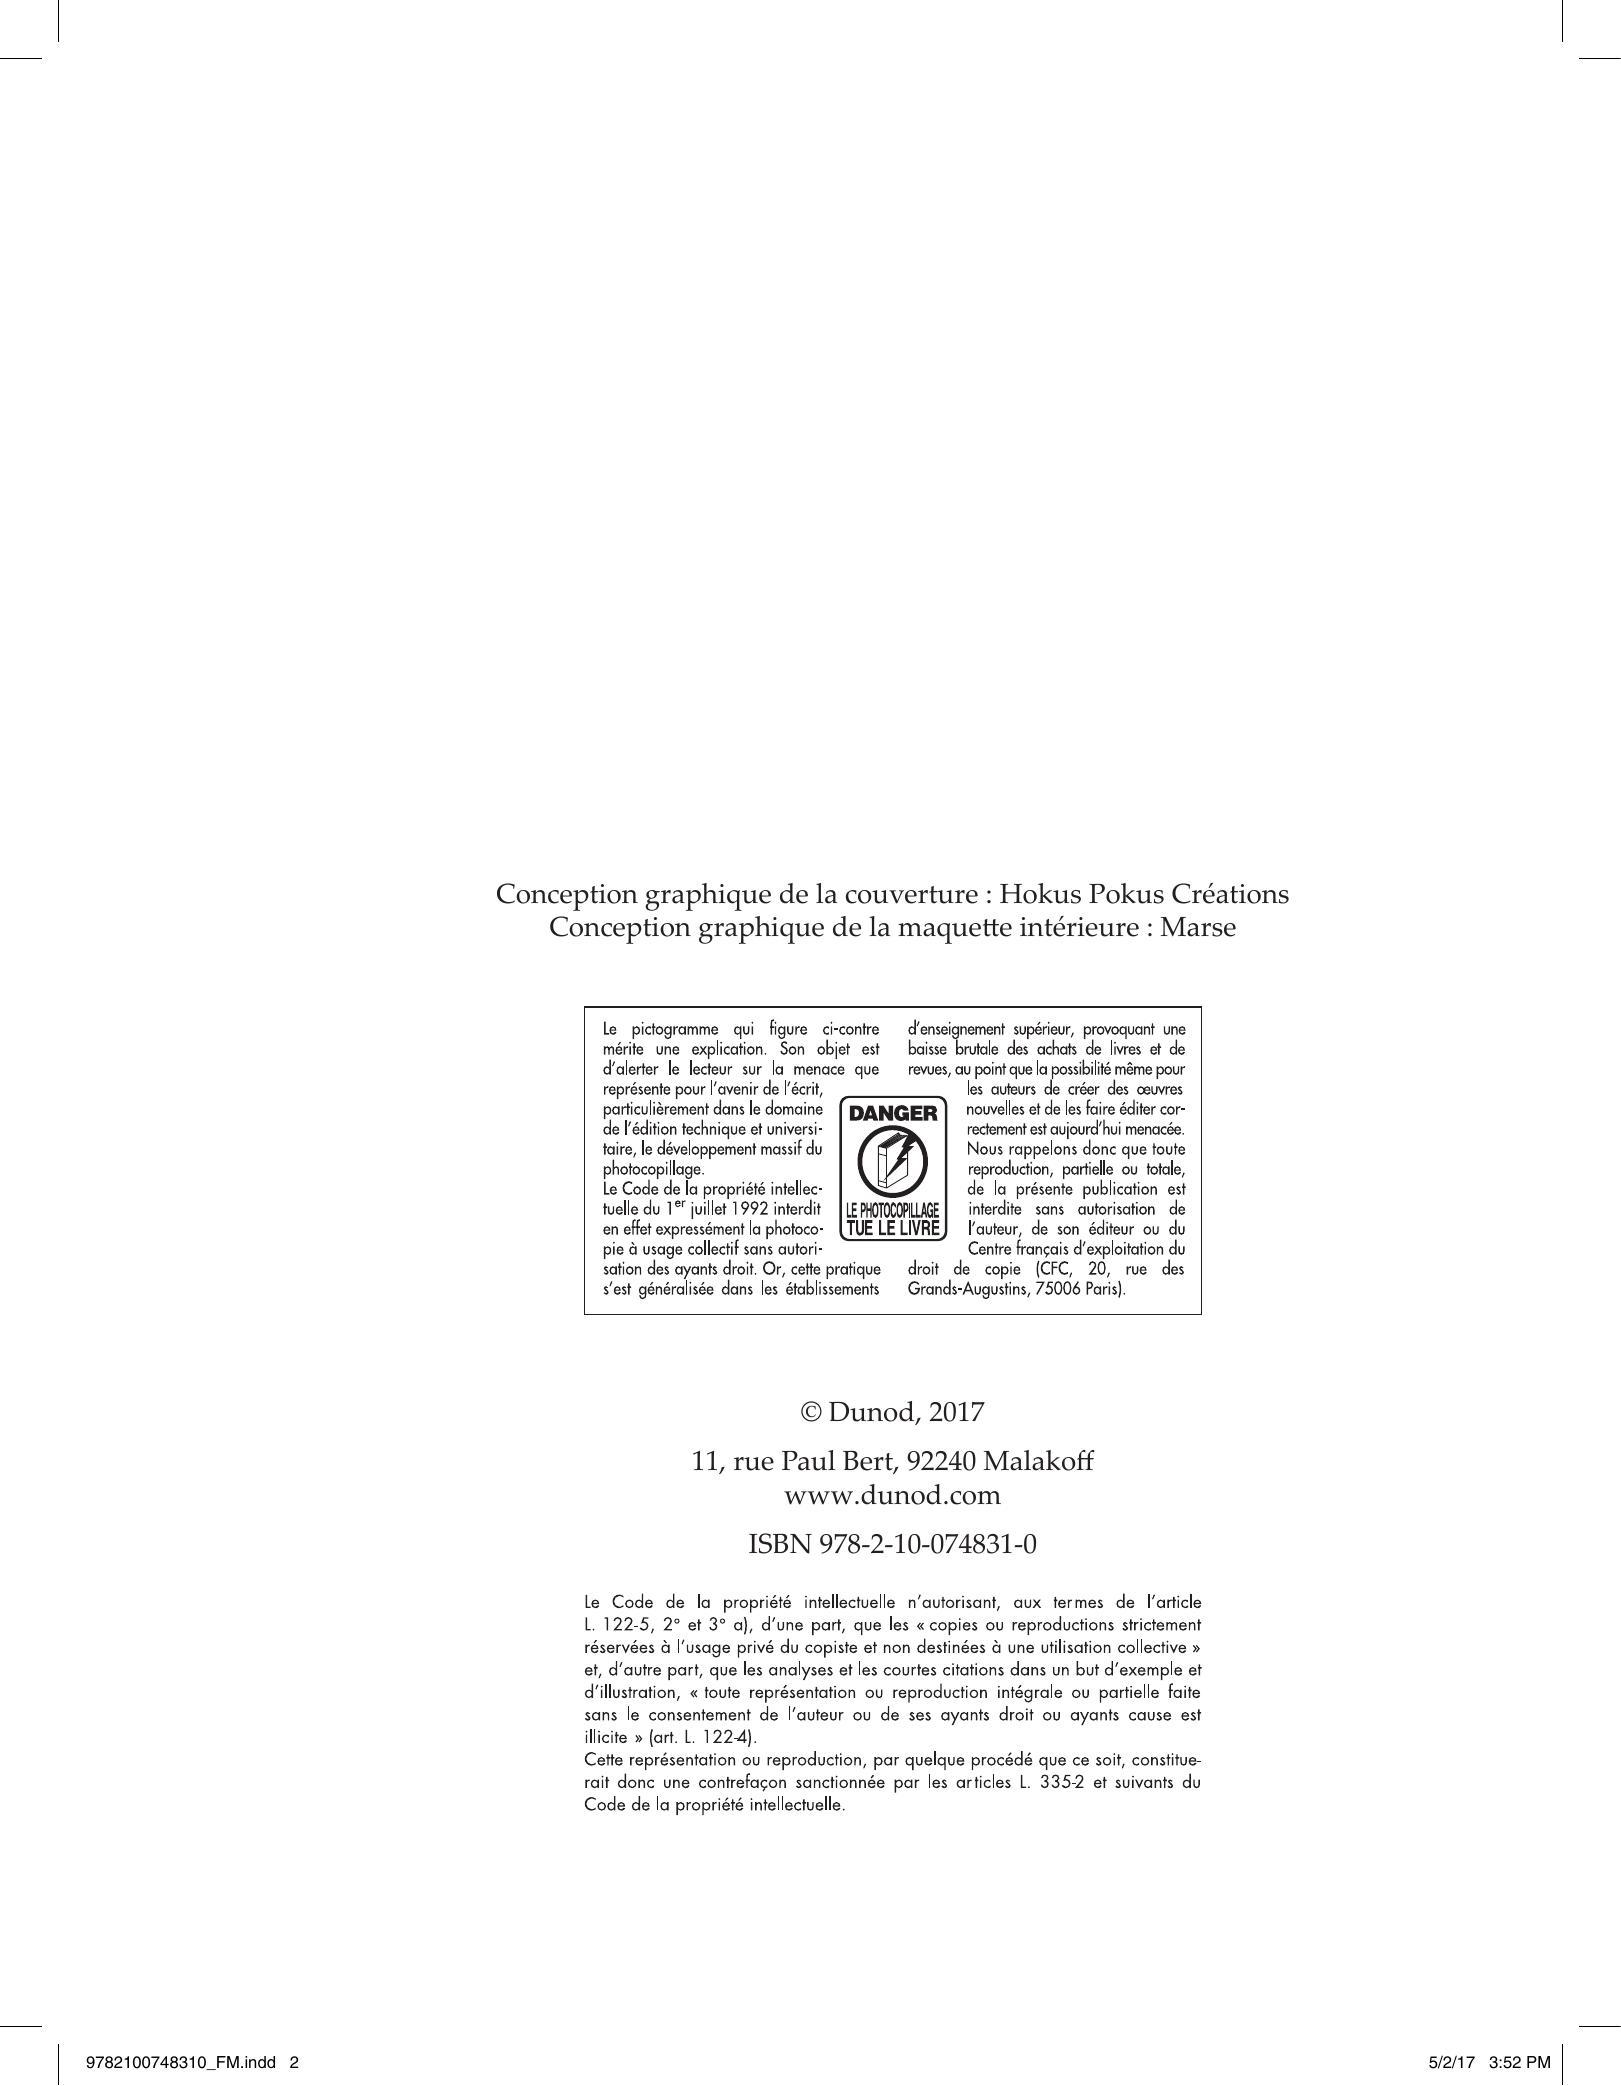 Conception graphique de la couverture : Hokus Pokus Créations
Conception graphique de la maquette intérieure : Marse
Le pictogramme qui figure ci-contre
mérite une explication. Son objet est
d'alerter le lecteur sur la menace que
représente pour l'avenir de l'écrit,
particulièrement dans le domaine
de l'édition technique et universi-
taire, le développement massif du
photocopillage.
Le Code de la propriété intellec-
tuelle du 1er juillet 1992 interdit
en effet expressément la photoco-
pie à usage collectif sans autori-
sation des ayants droit. Or, cette pratique
s'est généralisée dans les établissements
DANGER
LE PHOTOCOPILLAGE
TUE LE LIVRE
d'enseignement supérieur, provoquant une
baisse brutale des achats de livres et de
revues, au point que la possibilité même pour
les auteurs de créer des œuvres
nouvelles et de les faire éditer cor-
rectement est aujourd'hui menacée.
Nous rappelons donc que toute
reproduction, partielle ou totale,
de la présente publication est
interdite sans autorisation de
l'auteur, de son éditeur ou du
Centre français d'exploitation du
droit de copie (CFC, 20, rue des
Grands-Augustins, 75006 Paris).
© Dunod, 2017
11, rue Paul Bert, 92240 Malakoff
www.dunod.com
ISBN 978-2-10-074831-0
Le Code de la propriété intellectuelle n'autorisant, aux termes de l'article
L. 122-5, 2° et 3° a), d'une part, que les « copies ou reproductions strictement
réservées à l'usage privé du copiste et non destinées à une utilisation collective »
et, d'autre part, que les analyses et les courtes citations dans un but d'exemple et
d'illustration, « toute représentation ou reproduction intégrale ou partielle faite
sans le consentement de l'auteur ou de ses ayants droit ou ayants cause est
illicite » (art. L. 122-4).
Cette représentation ou reproduction, par quelque procédé que ce soit, constitue-
rait donc une contrefaçon sanctionnée par les articles L. 335-2 et suivants du
Code de la propriété intellectuelle.
9782100748310_FM.indd 2
5/2/17 3:52 PM